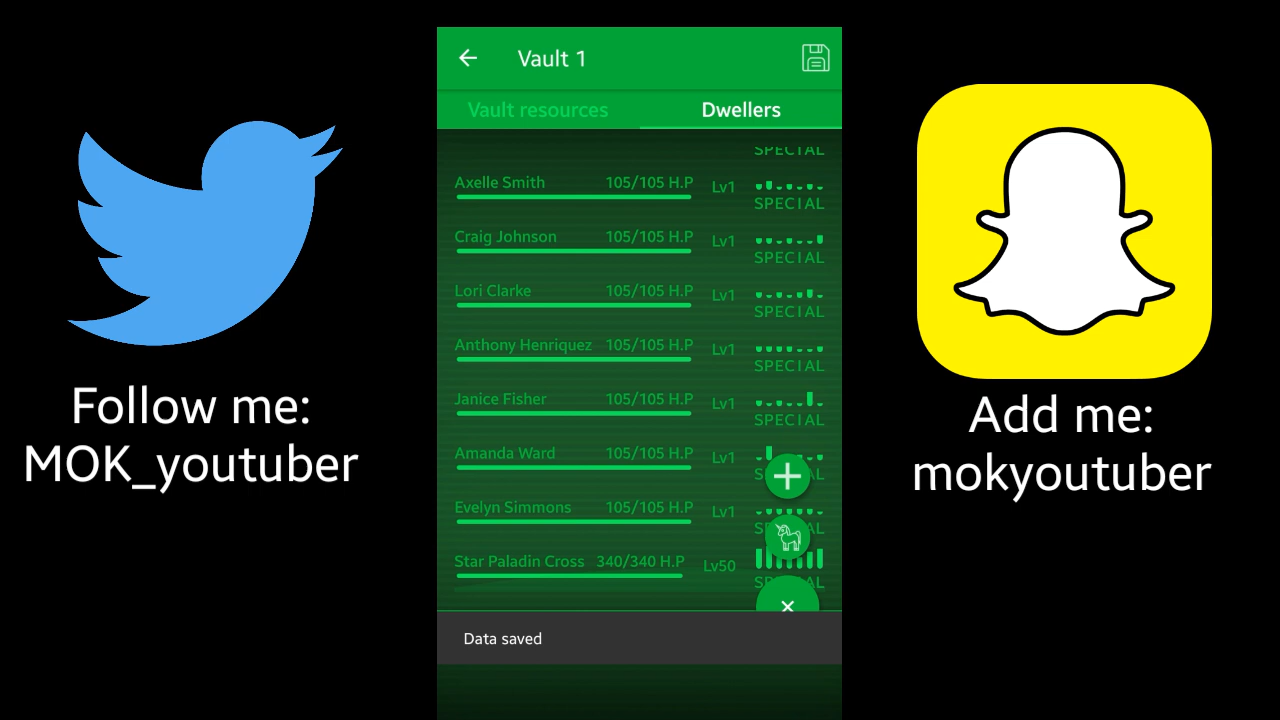 Follow me:
MOK_youtuber
Vault 1
Vault resources Dwellers
SPECIAL
Axelle Smith 105/105 H.P Lv1 SPECIAL
Craig Johnson 105/105 H.P Lv1 SPECIAL
Lori Clarke 105/105 H.P Lv1 SPECIAL
Anthony Henriquez 105/105 H.P Lv1 SPECIAL
Janice Fisher 105/105 H.P Lv1 SPECIAL
Amanda Ward 105/105 H.P Lv1
Evelyn Simmons 105/105 H.P Lv1
Star Paladin Cross 340/340 H.P Lv50
Data saved
Add me:
mokyoutuber